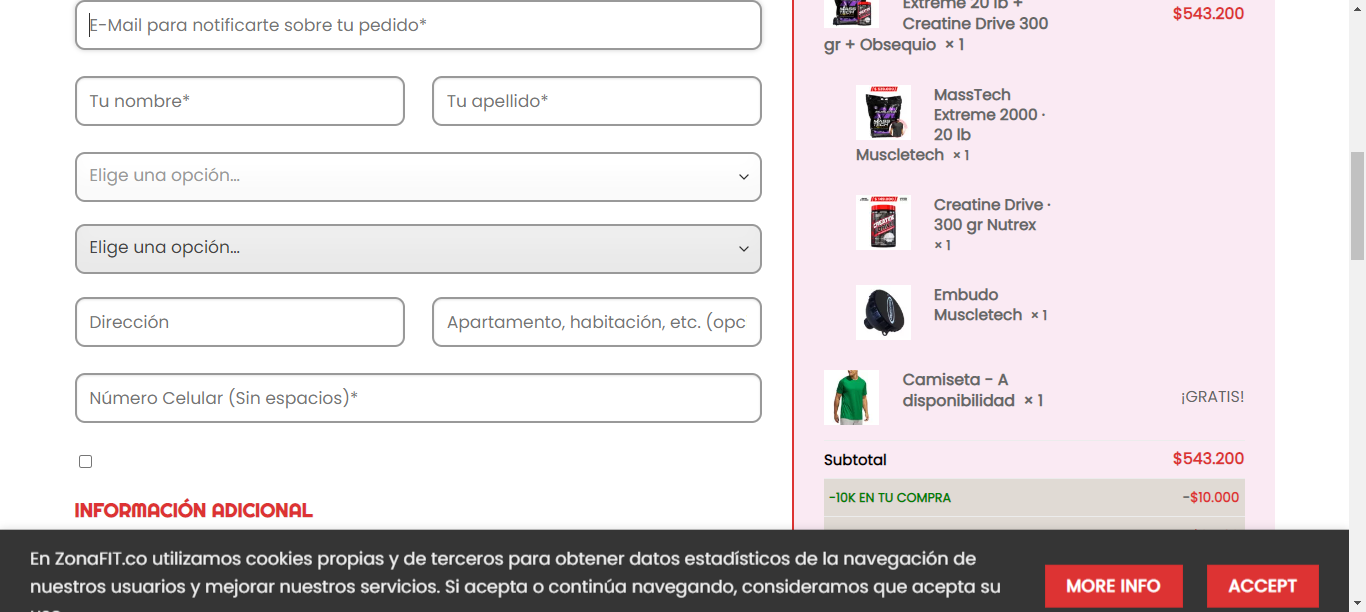 E-Mail para notificarte sobre tu pedido*
Tu nombre*
Tu apellido*
Elige una opción...
Elige una opción...
Dirección
Apartamento, habitación, etc. (opc
Número Celular (Sin espacios)*
INFORMACIÓN ADICIONAL
Extreme 20 lb +
Creatine Drive 300
gr + Obsequio × 1
$543.200
MassTech
Extreme 2000 ·
20 lb
Muscletech × 1
Creatine Drive ·
300 gr Nutrex
× 1
Embudo
Muscletech × 1
Camiseta - A
disponibilidad × 1
¡GRATIS!
Subtotal
$543.200
-10K EN TU COMPRA
-$10.000
En ZonaFIT.co utilizamos cookies propias y de terceros para obtener datos estadísticos de la navegación de
nuestros usuarios y mejorar nuestros servicios. Si acepta o continúa navegando, consideramos que acepta su
MORE INFO
ACCEPT